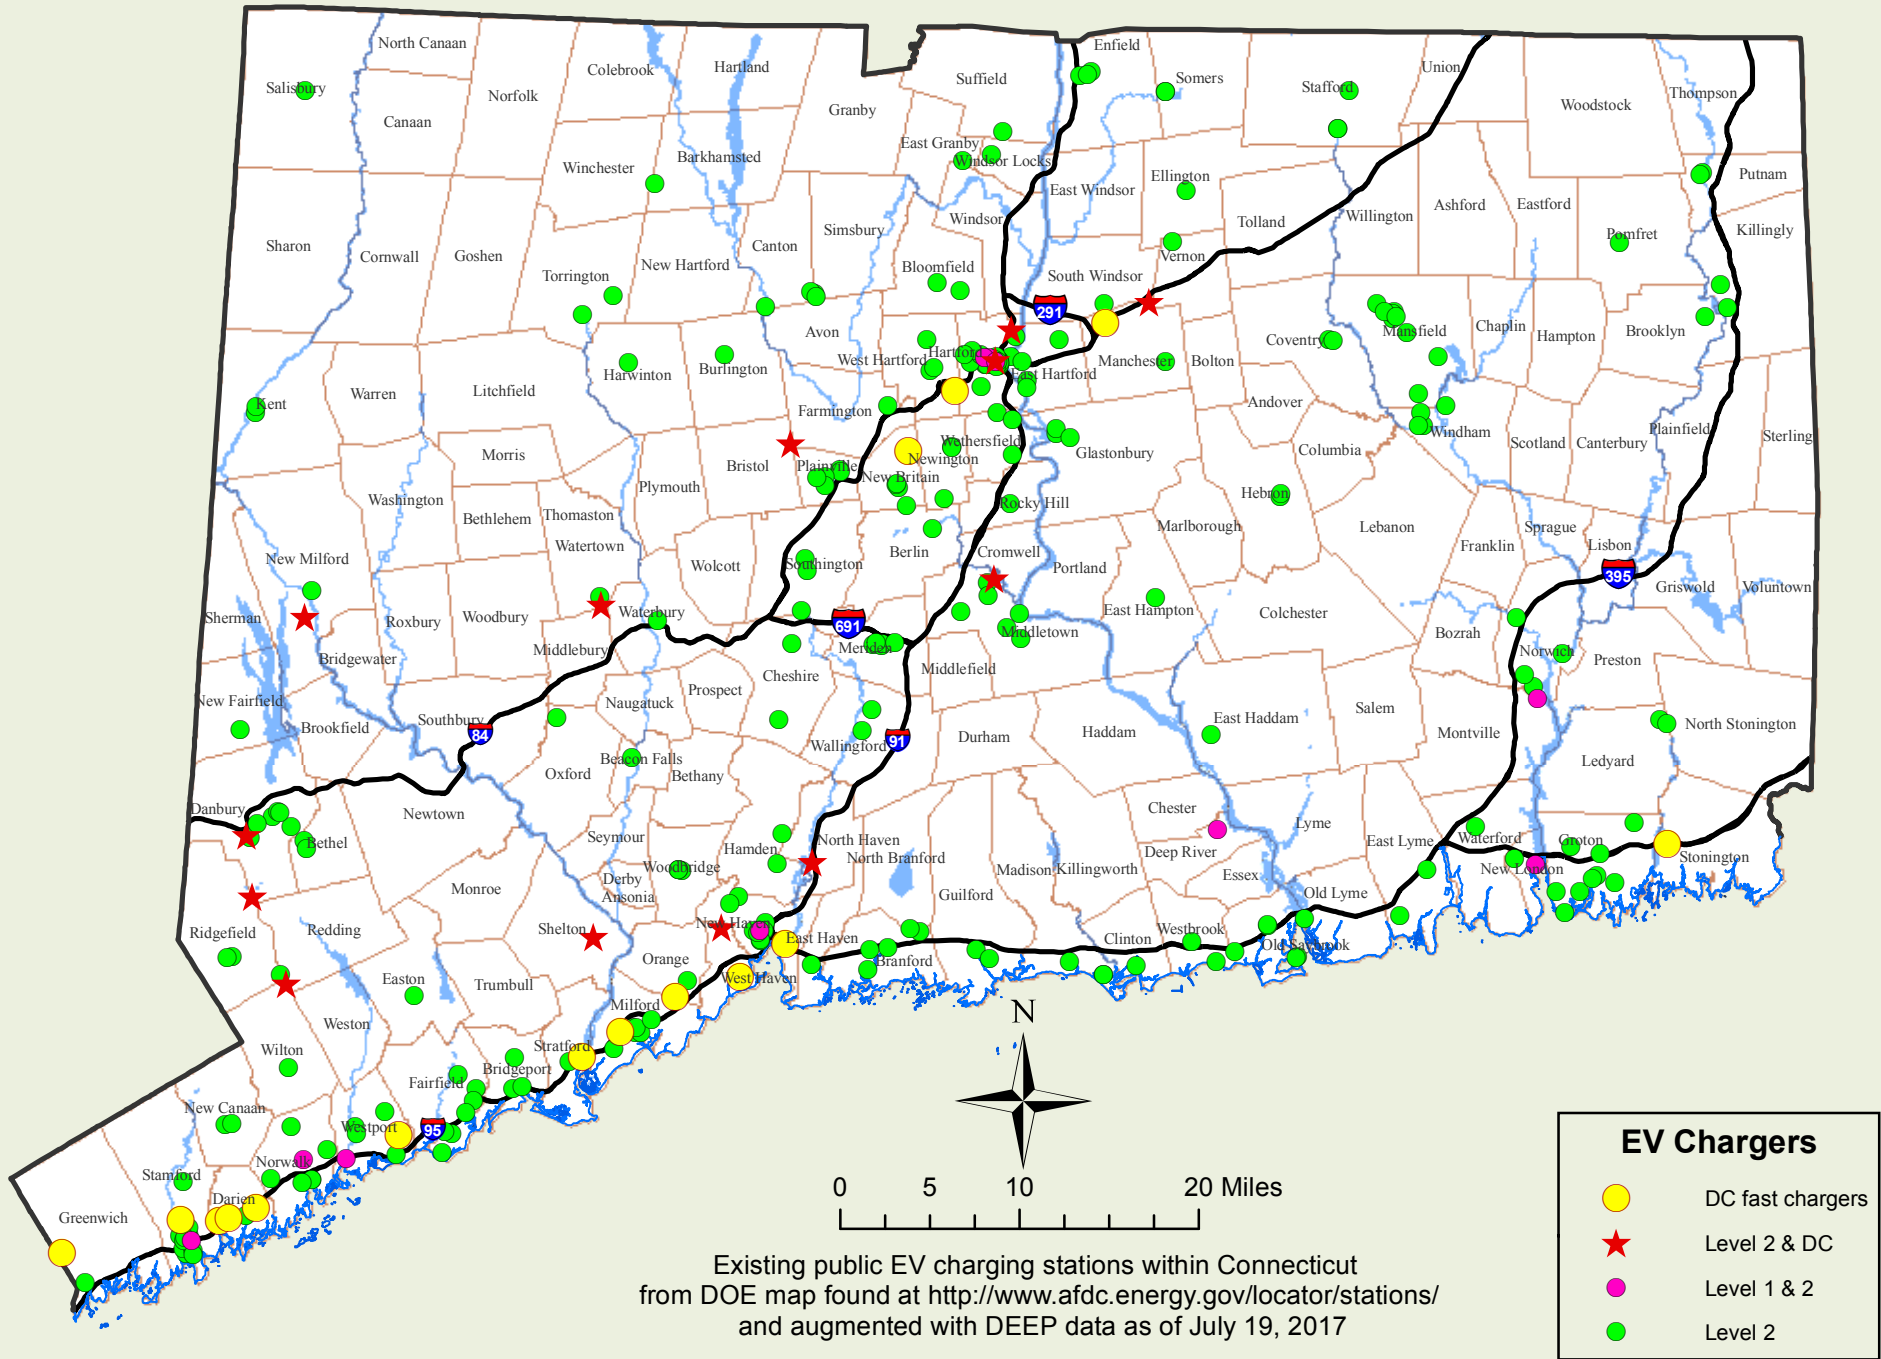 North Canaan
Colebrook
Hartland
Suffield
Enfield
Somers
Stafford
Union
Woodstock
Thompson
Salisbury
Canaan
Norfolk
Granby
East Granby
Windsor Locks
Winchester
Barkhamsted
East Windsor
Ellington
Tolland
Willington
Ashford
Eastford
Putnam
Sharon
Cornwall
Goshen
Torrington
New Hartford
Canton
Simsbury
Bloomfield
Windsor
South Windsor
Vernon
Pomfret
Killingly
291
Avon
West Hartford
Hartford
East Hartford
Manchester
Bolton
Coventry
Mansfield
Chaplin
Hampton
Brooklyn
Kent
Warren
Litchfield
Harwinton
Burlington
Farmington
Andover
Columbia
Windham
Scotland
Canterbury
Plainfield
Sterling
Morris
Bristol
Plainville
Wethersfield
Newington
New Britain
Glastonbury
Washington
Bethlehem
Thomaston
Plymouth
Rocky Hill
Hebron
Marlborough
Lebanon
Franklin
Sprague
Lisbon
395
New Milford
Watertown
Wolcott
Southington
Berlin
Cromwell
Portland
East Hampton
Colchester
Griswold
Voluntown
Sherman
Roxbury
Woodbury
Waterbury
691
Middletown
Bozrah
Norwich
Preston
Bridgewater
Middlebury
Meriden
Middlefield
New Fairfield
Brookfield
Southbury
84
Naugatuck
Prospect
Cheshire
Wallingford
91
Durham
Haddam
East Haddam
Salem
Montville
North Stonington
Ledyard
Oxford
Beacon Falls
Bethany
Danbury
Newtown
Bethel
Seymour
Woodbridge
Hamden
North Haven
North Branford
Chester
Deep River
Lyme
East Lyme
Waterford
Groton
Stonington
New London
Monroe
Derby
Ansonia
Guilford
Madison
Killingworth
Essex
Old Lyme
Ridgefield
Redding
Shelton
New Haven
East Haven
Branford
Clinton
Westbrook
Old Saybrook
Easton
Trumbull
Orange
West Haven
Milford
Weston
Wilton
Stratford
Bridgeport
Fairfield
New Canaan
Westport
95
Norwalk
Stamford
Darien
Greenwich
N
0 5 10 20 Miles
Existing public EV charging stations within Connecticut
from DOE map found at http://www.afdc.energy.gov/locator/stations/
and augmented with DEEP data as of July 19, 2017
EV Chargers
DC fast chargers
Level 2 & DC
Level 1 & 2
Level 2